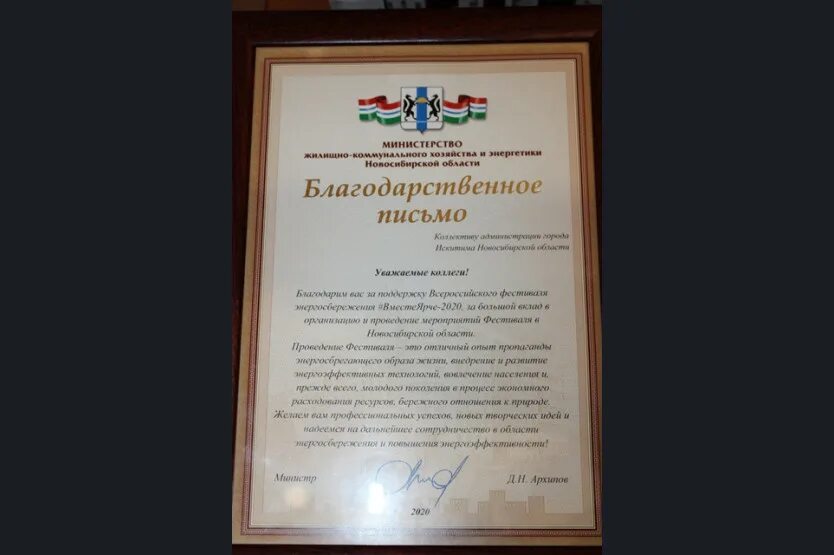 МИНИСТЕРСТВО
жилищно-коммунального хозяйства и энергетики
Новосибирской области
Благодарственное
письмо
Коллективу администрации города
Искитима Новосибирской области
Уважаемые коллеги!
Благодарим вас за поддержку Всероссийского фестиваля
энергосбережения #ВместеЯрче-2020, за большой вклад в
организацию и проведение мероприятий Фестиваля в
Новосибирской области.
Проведение Фестиваля – это отличный опыт пропаганды
энергосбрегающего образа жизни, внедрение и развитие
энергоэффективных технологий, вовлечение населения и,
прежде всего, молодого поколения в процесс экономного
расходования ресурсов, бережного отношения к природе.
Желаем вам профессиональных успехов, новых творческих идей и
надеемся на дальнейшее сотрудничество в области
энергосбережения и повышения энергоэффективности!
Министр Д.Н. Архипов
2020